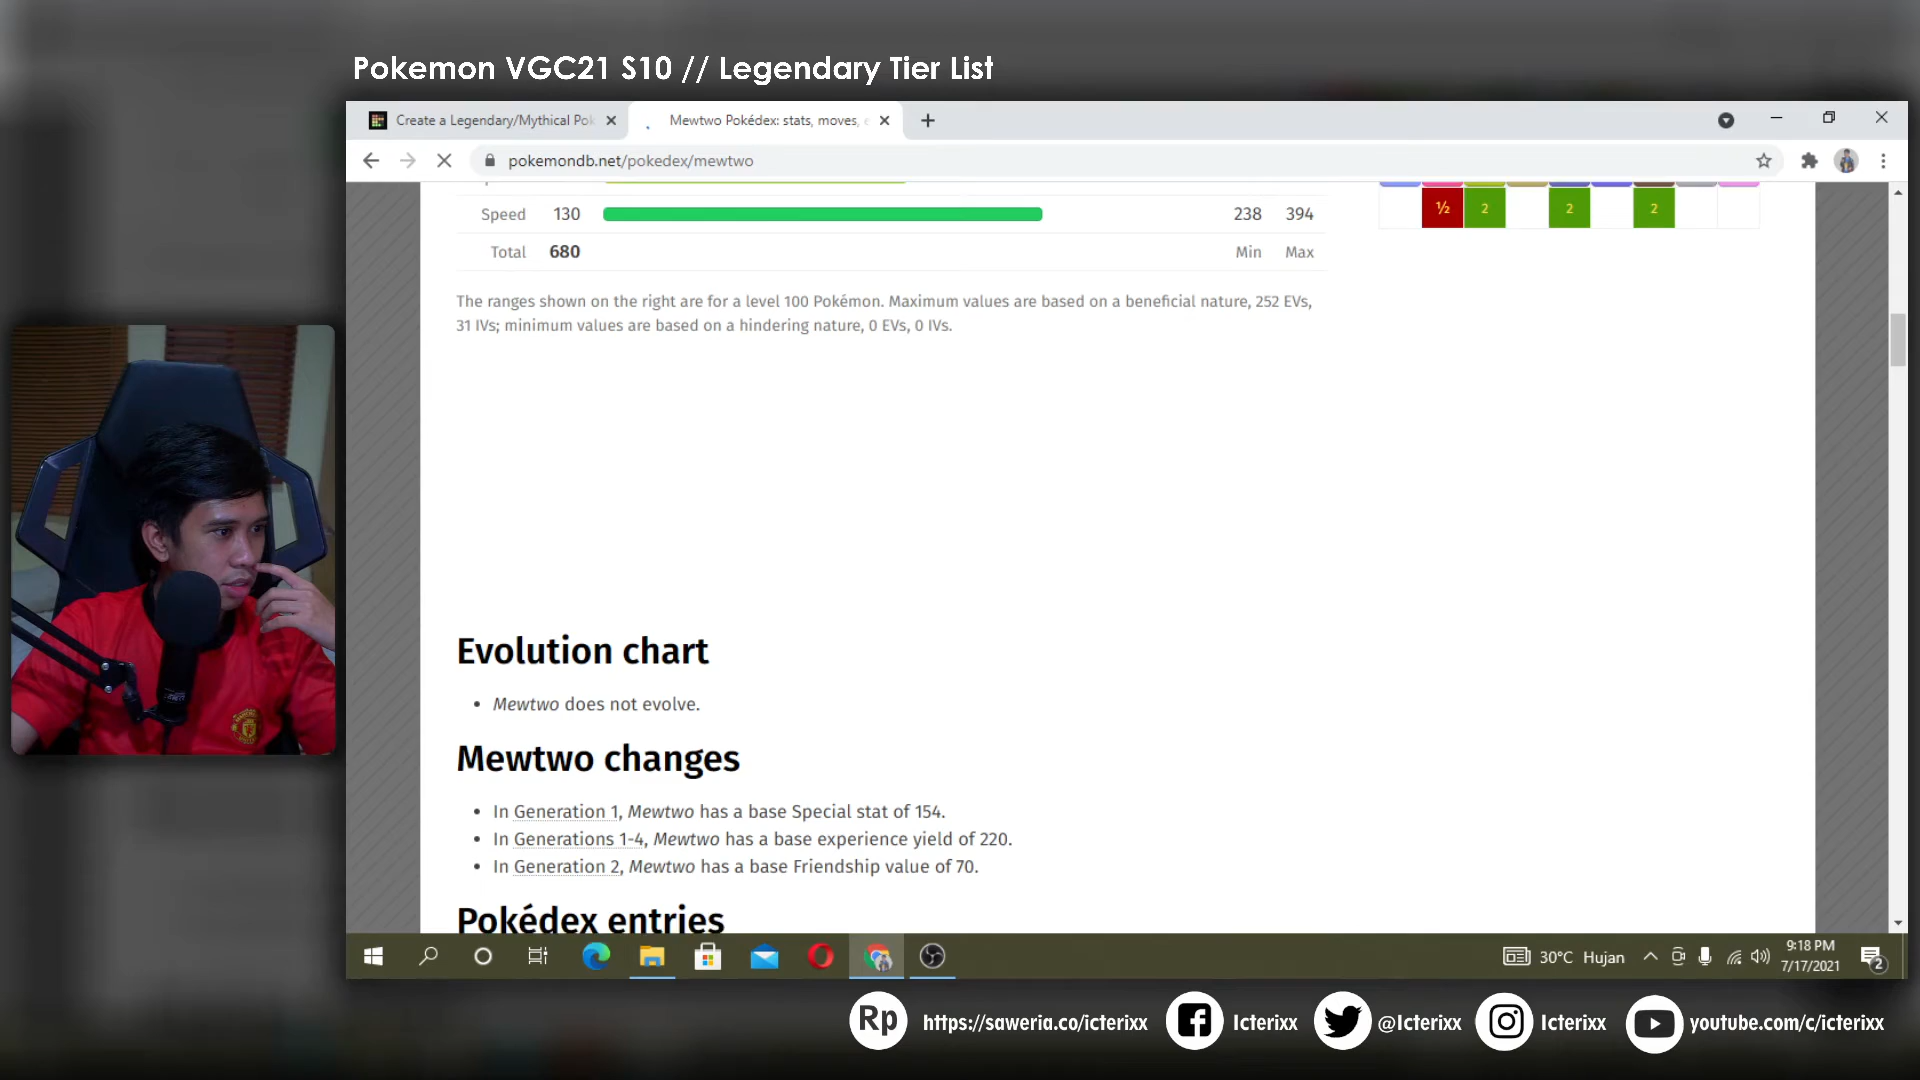 Pokemon VGC21 S10 // Legendary Tier List
Create a Legendary/Mythical Pok
Mewtwo Pokédex: stats, moves, e
pokemondb.net/pokedex/mewtwo
Speed 130 238 394
½ 2 2 2
Total 680 Min Max
The ranges shown on the right are for a level 100 Pokémon. Maximum values are based on a beneficial nature, 252 EVs,
31 IVs; minimum values are based on a hindering nature, 0 EVs, 0 IVs.
Evolution chart
• Mewtwo does not evolve.
Mewtwo changes
• In Generation 1, Mewtwo has a base Special stat of 154.
• In Generations 1-4, Mewtwo has a base experience yield of 220.
• In Generation 2, Mewtwo has a base Friendship value of 70.
Pokédex entries
30°C Hujan
9:18 PM
7/17/2021
2
Rp https://saweria.co/icterixx Icterixx @Icterixx Icterixx youtube.com/c/icterixx